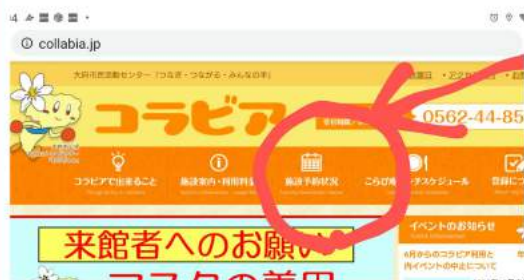 collabia.jp
大府市民活動センター「つなぎ・つながる・みんなの手」
コラビア
0562-44-85
コラビアで出来ること
施設案内・利用料金
施設予約状況
こらび庵
チスケジュール
イベントのお知らせ
6月からのコラビア利用と
内イベントの中止について
来館者へのお願い
マスクの着用